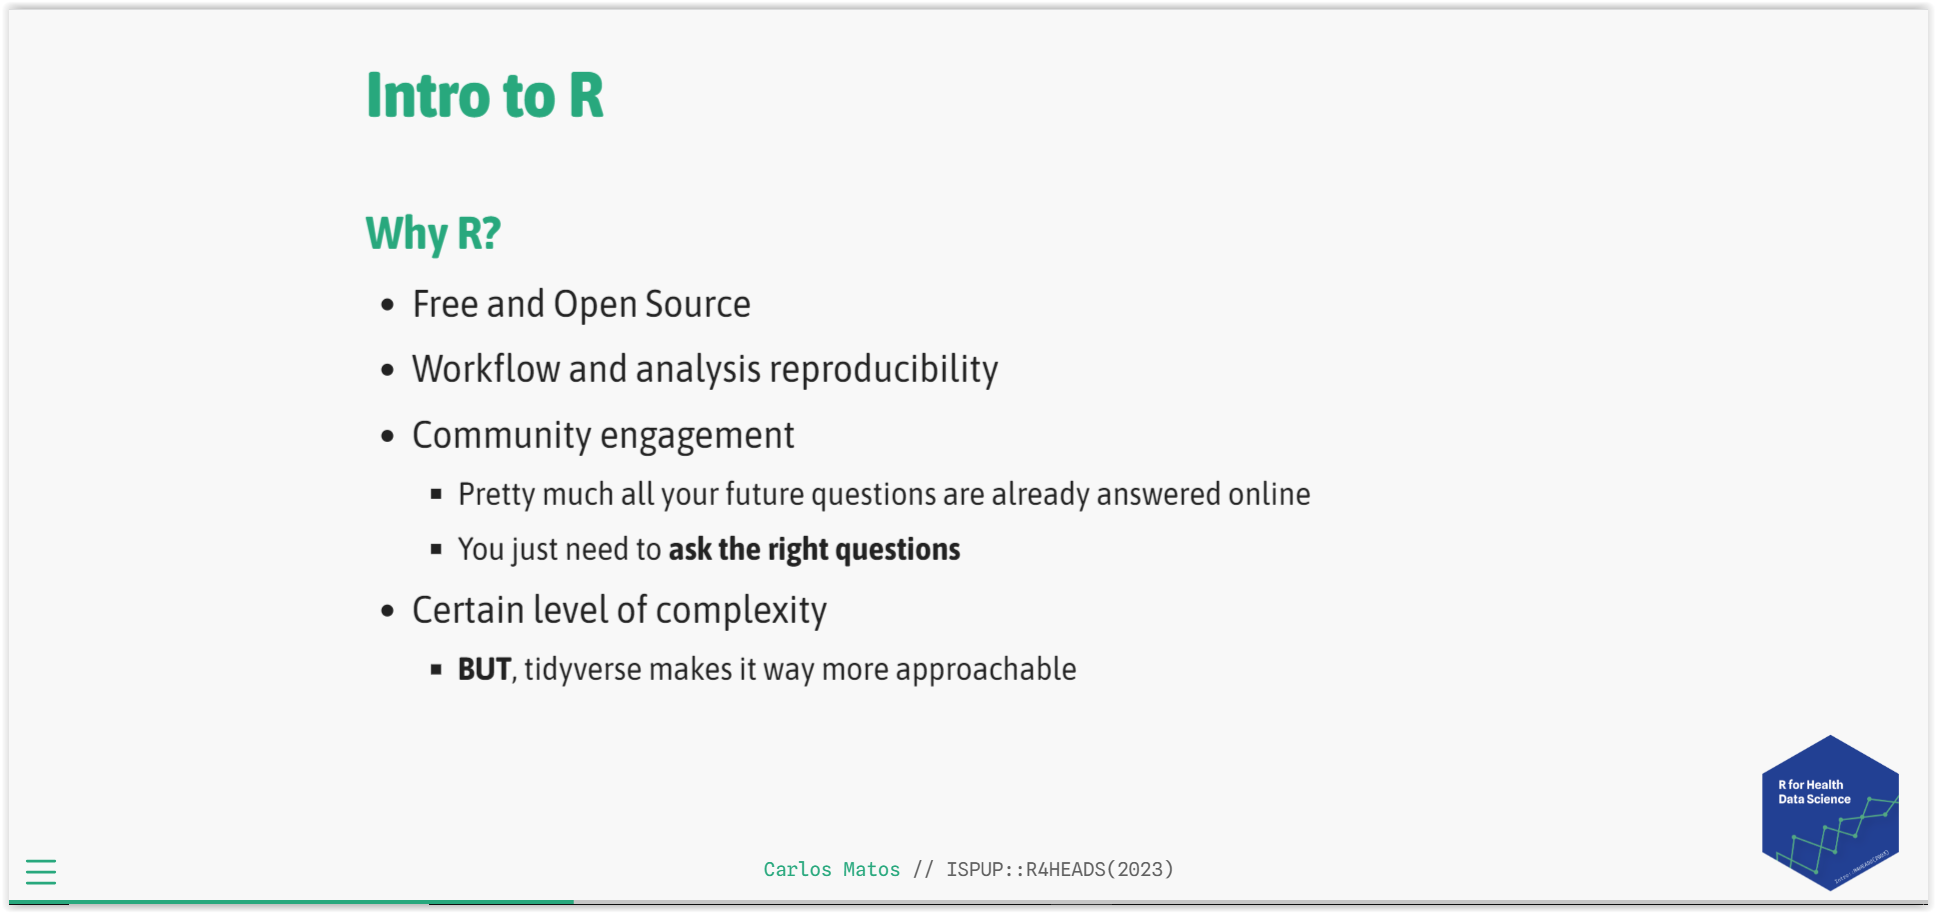 Intro to R
Why R?
• Free and Open Source
• Workflow and analysis reproducibility
• Community engagement
▪ Pretty much all your future questions are already answered online
▪ You just need to ask the right questions
• Certain level of complexity
▪ BUT, tidyverse makes it way more approachable
R for Health
Data Science
Carlos Matos // ISPUP::R4HEADS(2023)